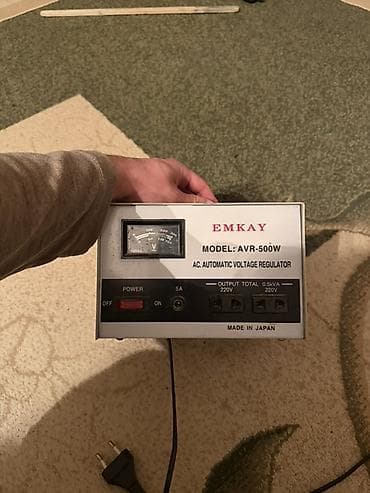 EMKAY
MODEL: AVR-500W
AC. AUTOMATIC VOLTAGE REGULATOR
POWER 5A OUTPUT TOTAL 0.5kVA
220V 220V
OFF ON
MADE IN JAPAN
V